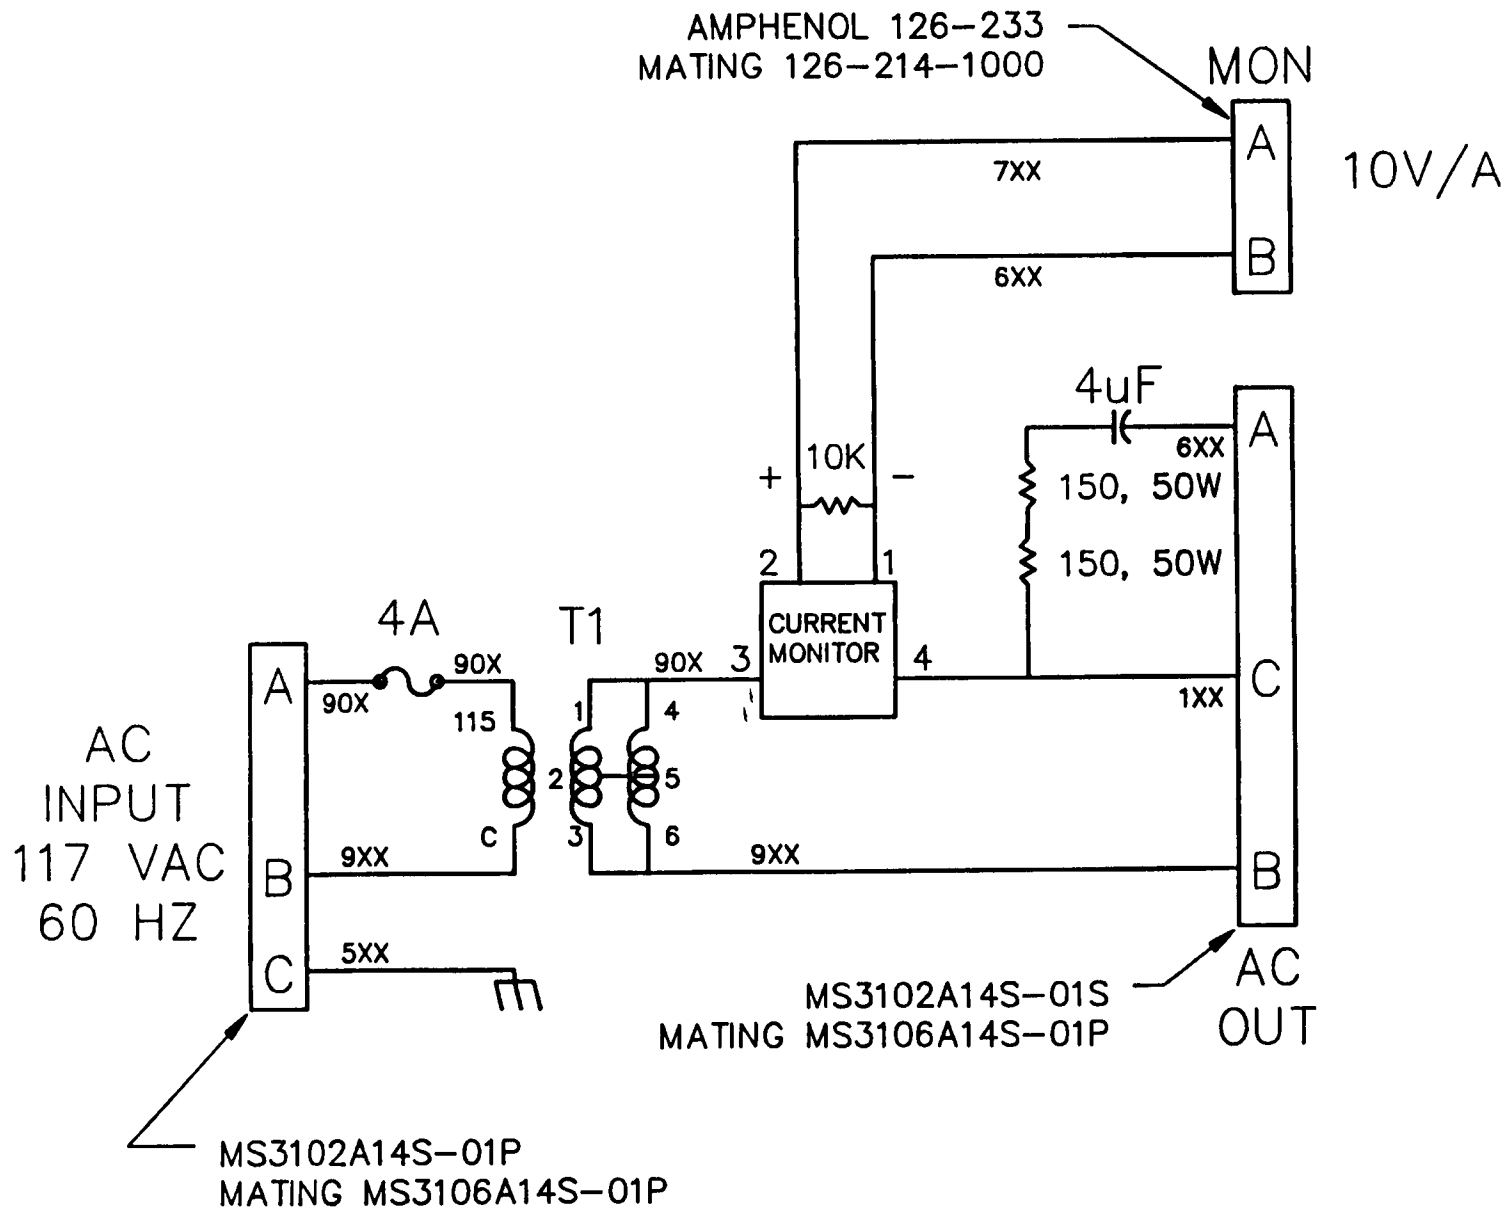 AMPHENOL 126-233
MATING 126-214-1000
MON
A
7XX
10V/A
B
6XX
4uF
A
6XX
10K
+
-
150, 50W
2
1
150, 50W
4A
T1
CURRENT
MONITOR
90X
90X
3
4
A
90X
C
1XX
115
1
4
AC
INPUT
117 VAC
60 HZ
2
5
C
3
6
9XX
B
9XX
B
5XX
C
AC
OUT
MS3102A14S-01S
MATING MS3106A14S-01P
MS3102A14S-01P
MATING MS3106A14S-01P